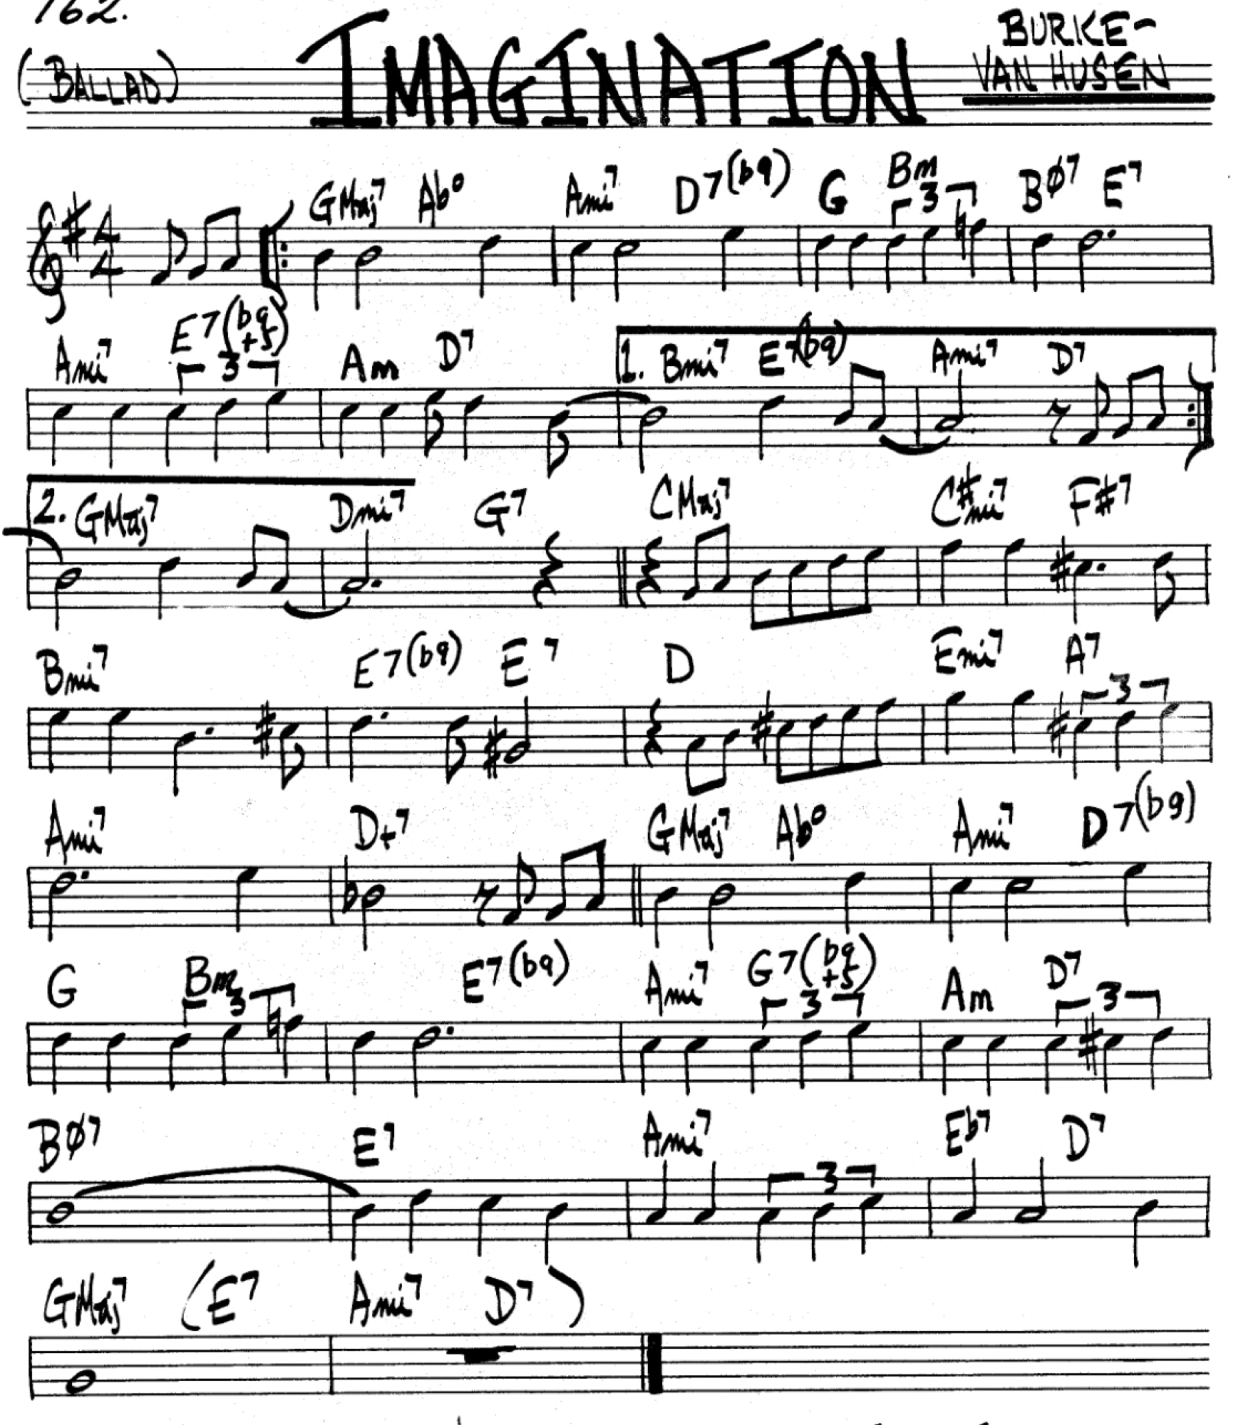 162.
(BALLAD) IMAGINATION BURKE-
VAN HUSEN
4
4
GMaj7 Ab° Ami7 D7(b9) G Bm BØ7 E7
3
Ami7 E7(b9 +5) Am D7 1. Bmi7 E7(b9) Ami7 D7
3
2. GMaj7 Dmi7 G7 CMaj7 C#mi7 F#7
Bmi7 E7(b9) E7 D Emi7 A7
3
Ami7 D+7 GMaj7 Ab° Ami7 D7(b9)
G Bm E7(b9) Ami7 G7(b9 +5) Am D7
3 3 3
BØ7 E7 Ami7 Eb7 D7
3
GMaj7 (E7 Ami7 D7)